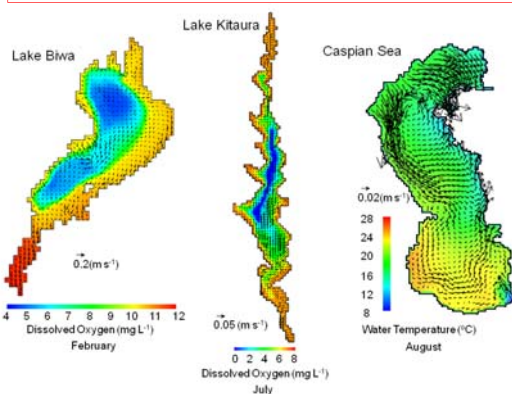 Lake Biwa
0.2(m s-1)
4 5 6 7 8 9 10 11 12
Dissolved Oxygen (mg L-1)
February
Lake Kitaura
0.05 (m s-1)
0 2 4 6 8
Dissolved Oxygen (mg L-1)
July
Caspian Sea
0.02(m s-1)
28
24
20
16
12
8
Water Temperature (°C)
August